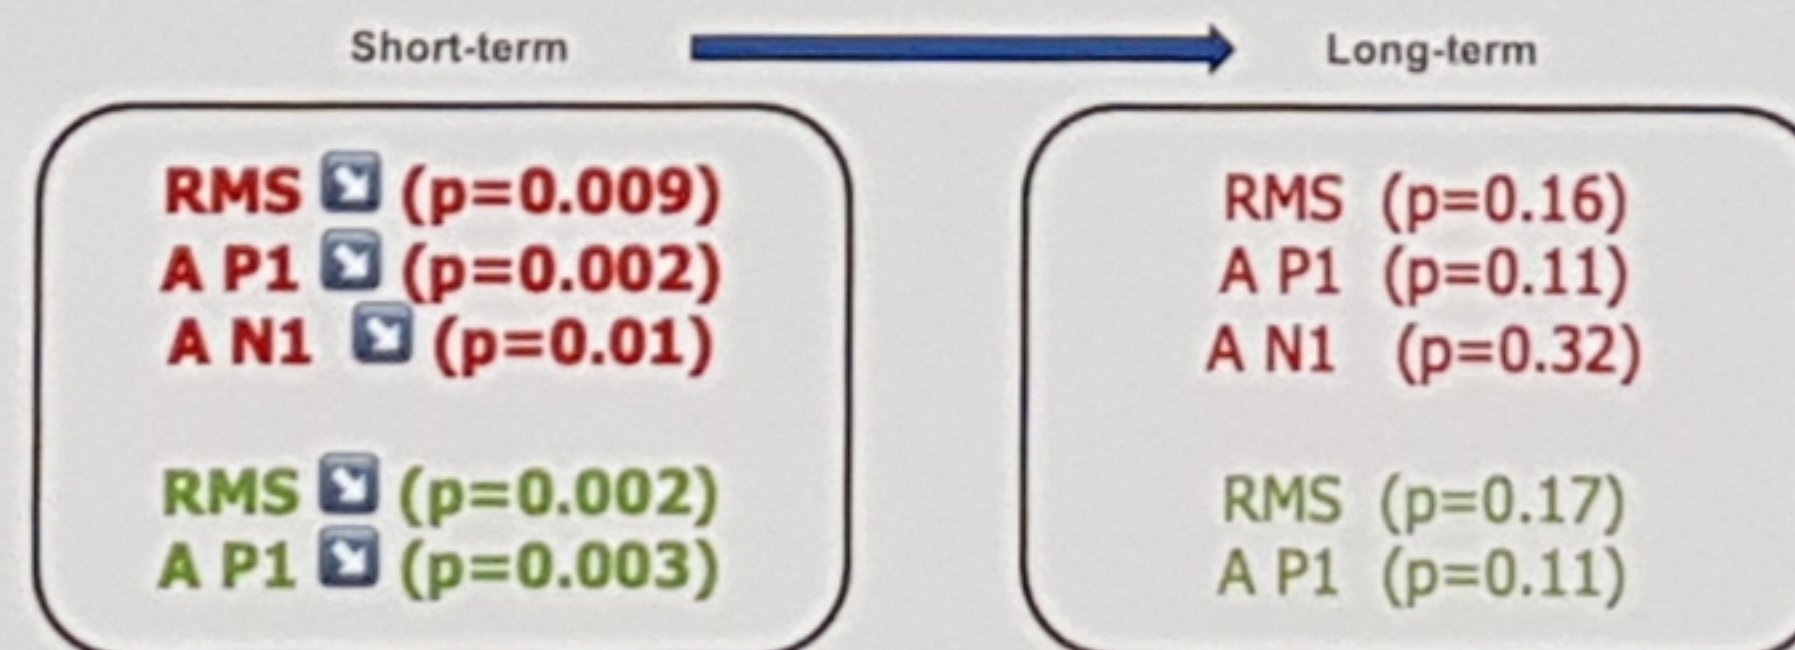 Short-term
Long-term
RMS ↘ (p=0.009)
A P1 ↘ (p=0.002)
A N1 ↘ (p=0.01)
RMS ↘ (p=0.002)
A P1 ↘ (p=0.003)
RMS (p=0.16)
A P1 (p=0.11)
A N1 (p=0.32)
RMS (p=0.17)
A P1 (p=0.11)